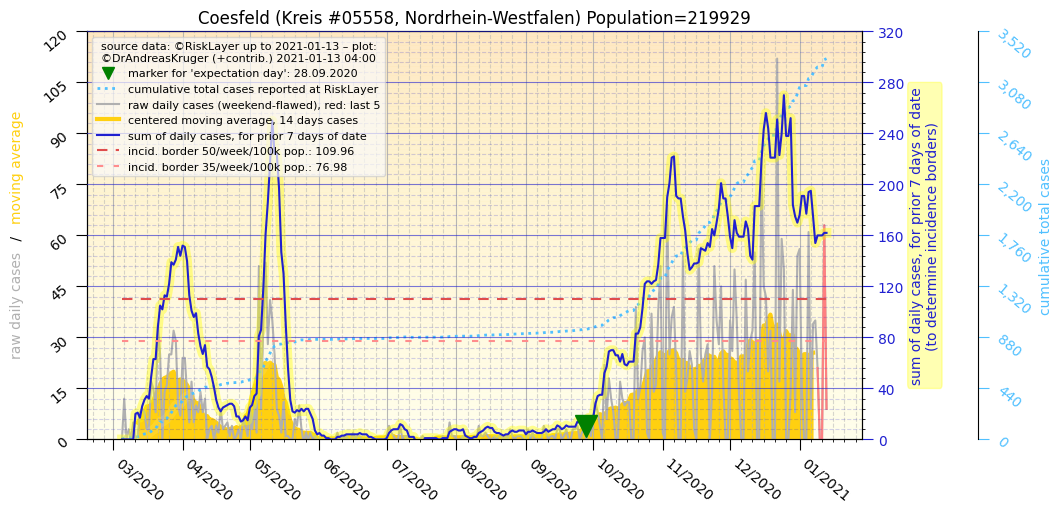 Coesfeld (Kreis #05558, Nordrhein-Westfalen) Population=219929
source data: ©RiskLayer up to 2021-01-13 – plot:
©DrAndreasKruger (+contrib.) 2021-01-13 04:00
marker for 'expectation day': 28.09.2020
cumulative total cases reported at RiskLayer
raw daily cases (weekend-flawed), red: last 5
centered moving average, 14 days cases
sum of daily cases, for prior 7 days of date
incid. border 50/week/100k pop.: 109.96
incid. border 35/week/100k pop.: 76.98
raw daily cases / moving average
120
105
90
75
60
45
30
15
0
03/2020
04/2020
05/2020
06/2020
07/2020
08/2020
09/2020
10/2020
11/2020
12/2020
01/2021
320
280
240
200
160
120
80
40
0
sum of daily cases, for prior 7 days of date
(to determine incidence borders)
3,520
3,080
2,640
2,200
1,760
1,320
880
440
0
cumulative total cases